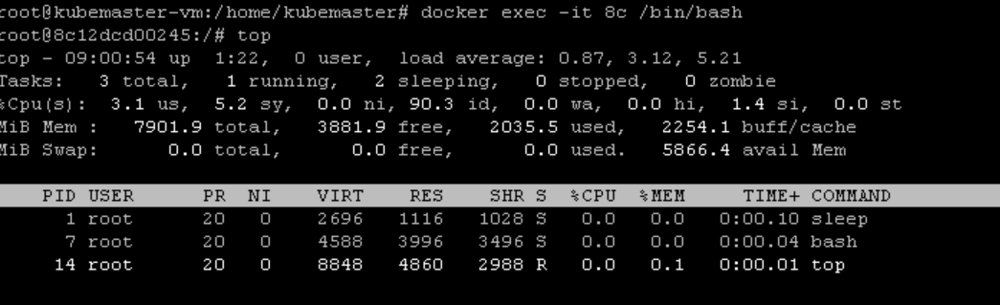 root@kubemaster-vm:/home/kubemaster# docker exec -it 8c /bin/bash
root@8c12dcd00245:/# top
top - 09:00:54 up  1:22,  0 user,  load average: 0.87, 3.12, 5.21
Tasks:   3 total,   1 running,   2 sleeping,   0 stopped,   0 zombie
%Cpu(s):  3.1 us,  5.2 sy,  0.0 ni, 90.3 id,  0.0 wa,  0.0 hi,  1.4 si,  0.0 st
MiB Mem :   7901.9 total,   3881.9 free,   2035.5 used,   2254.1 buff/cache
MiB Swap:      0.0 total,      0.0 free,      0.0 used.   5866.4 avail Mem
PID USER      PR  NI    VIRT    RES    SHR S  %CPU  %MEM     TIME+ COMMAND
1 root      20   0    2696   1116   1028 S   0.0   0.0   0:00.10 sleep
7 root      20   0    4588   3996   3496 S   0.0   0.0   0:00.04 bash
14 root      20   0    8848   4860   2988 R   0.0   0.1   0:00.01 top